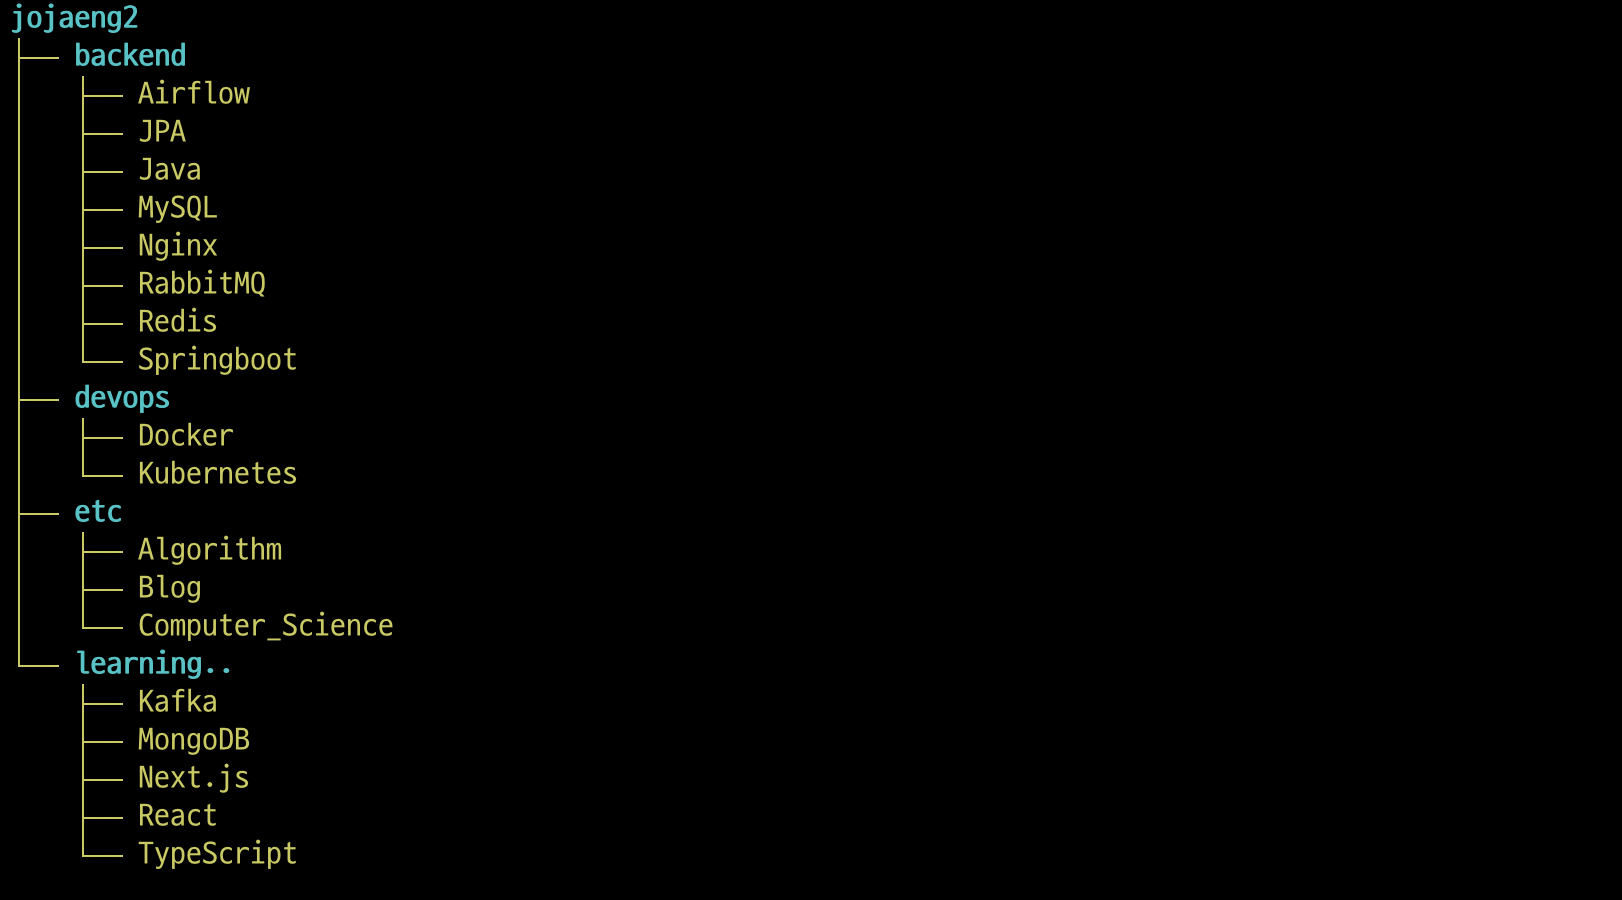 jojaeng2
├── backend
│   ├── Airflow
│   ├── JPA
│   ├── Java
│   ├── MySQL
│   ├── Nginx
│   ├── RabbitMQ
│   ├── Redis
│   └── Springboot
├── devops
│   ├── Docker
│   └── Kubernetes
├── etc
│   ├── Algorithm
│   ├── Blog
│   └── Computer_Science
└── learning..
    ├── Kafka
    ├── MongoDB
    ├── Next.js
    ├── React
    └── TypeScript